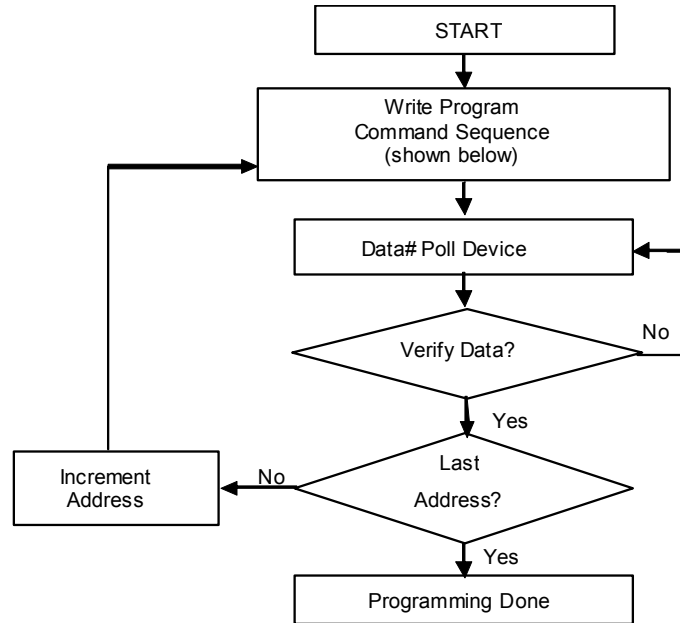 START
Write Program
Command Sequence
(shown below)
Data# Poll Device
Verify Data?
No
Yes
Last
Address?
No
Increment
Address
Yes
Programming Done